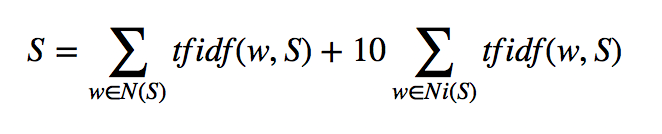 S = ∑_{w∈N(S)} tfidf(w, S) + 10 ∑_{w∈Ni(S)} tfidf(w, S)